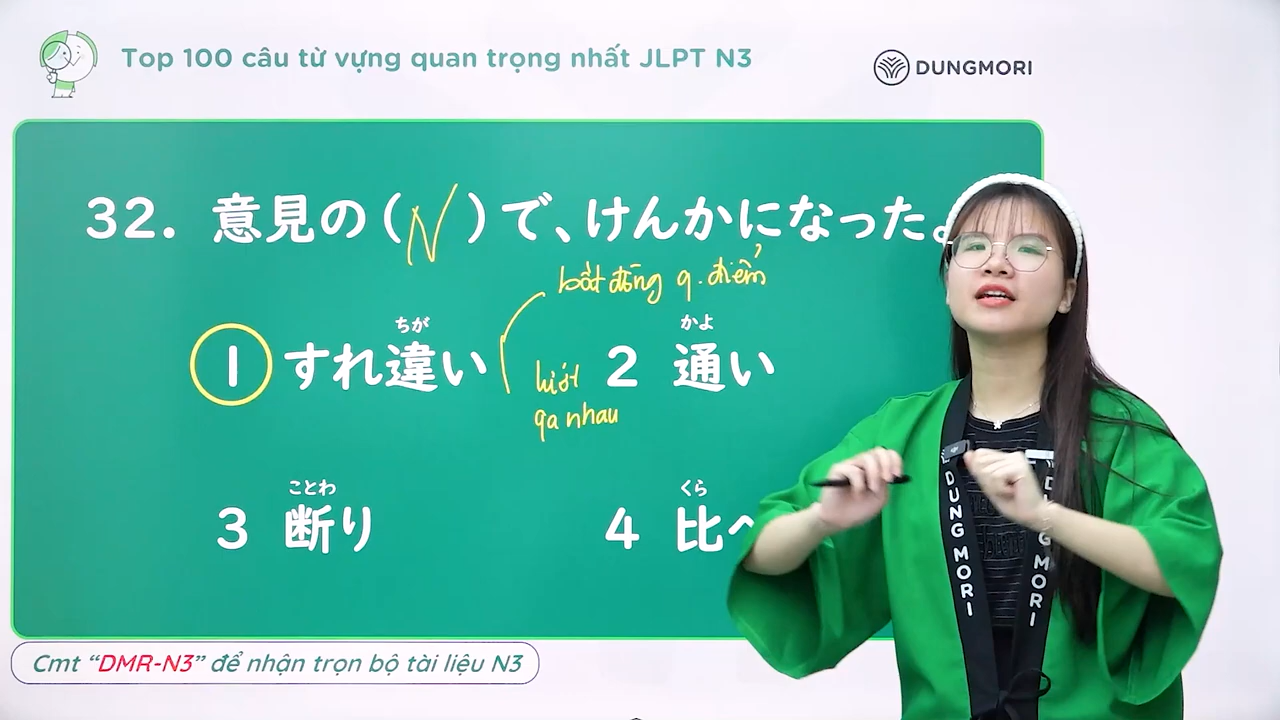 Top 100 câu từ vựng quan trọng nhất JLPT N3
DUNGMORI
32. 意見の ( N ) で、けんかになった。
bất đồng q. điểm
1 すれ違い
ちが
lướt
qa nhau
2 通い
かよ
3 断り
ことわ
4 比べ
くら
DUNG MORI
DUNG MORI
Cmt “DMR-N3” để nhận trọn bộ tài liệu N3